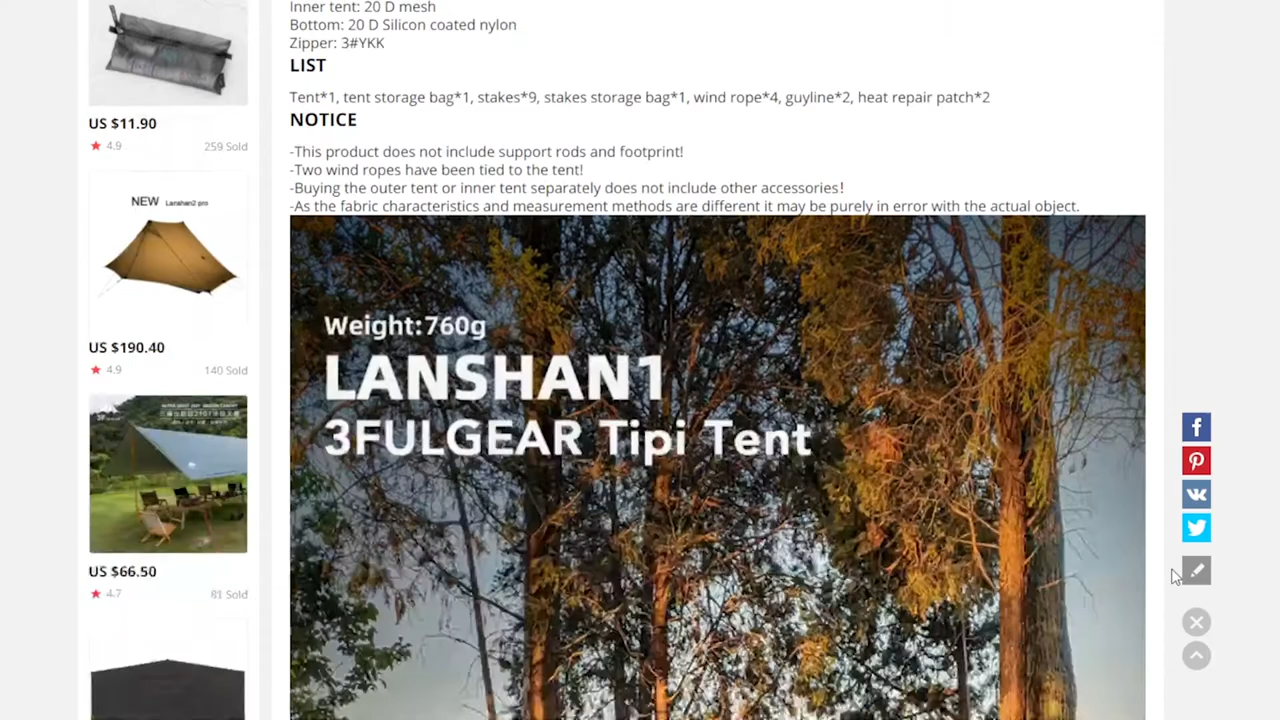 Inner tent: 20 D mesh
Bottom: 20 D Silicon coated nylon
Zipper: 3#YKK
LIST
Tent*1, tent storage bag*1, stakes*9, stakes storage bag*1, wind rope*4, guyline*2, heat repair patch*2
NOTICE
-This product does not include support rods and footprint!
-Two wind ropes have been tied to the tent!
-Buying the outer tent or inner tent separately does not include other accessories!
-As the fabric characteristics and measurement methods are different it may be purely in error with the actual object.
Weight:760g
LANSHAN1
3FULGEAR Tipi Tent
US $11.90
4.9 259 Sold
NEW Lanshan2 pro
US $190.40
4.9 140 Sold
US $66.50
4.7 81 Sold